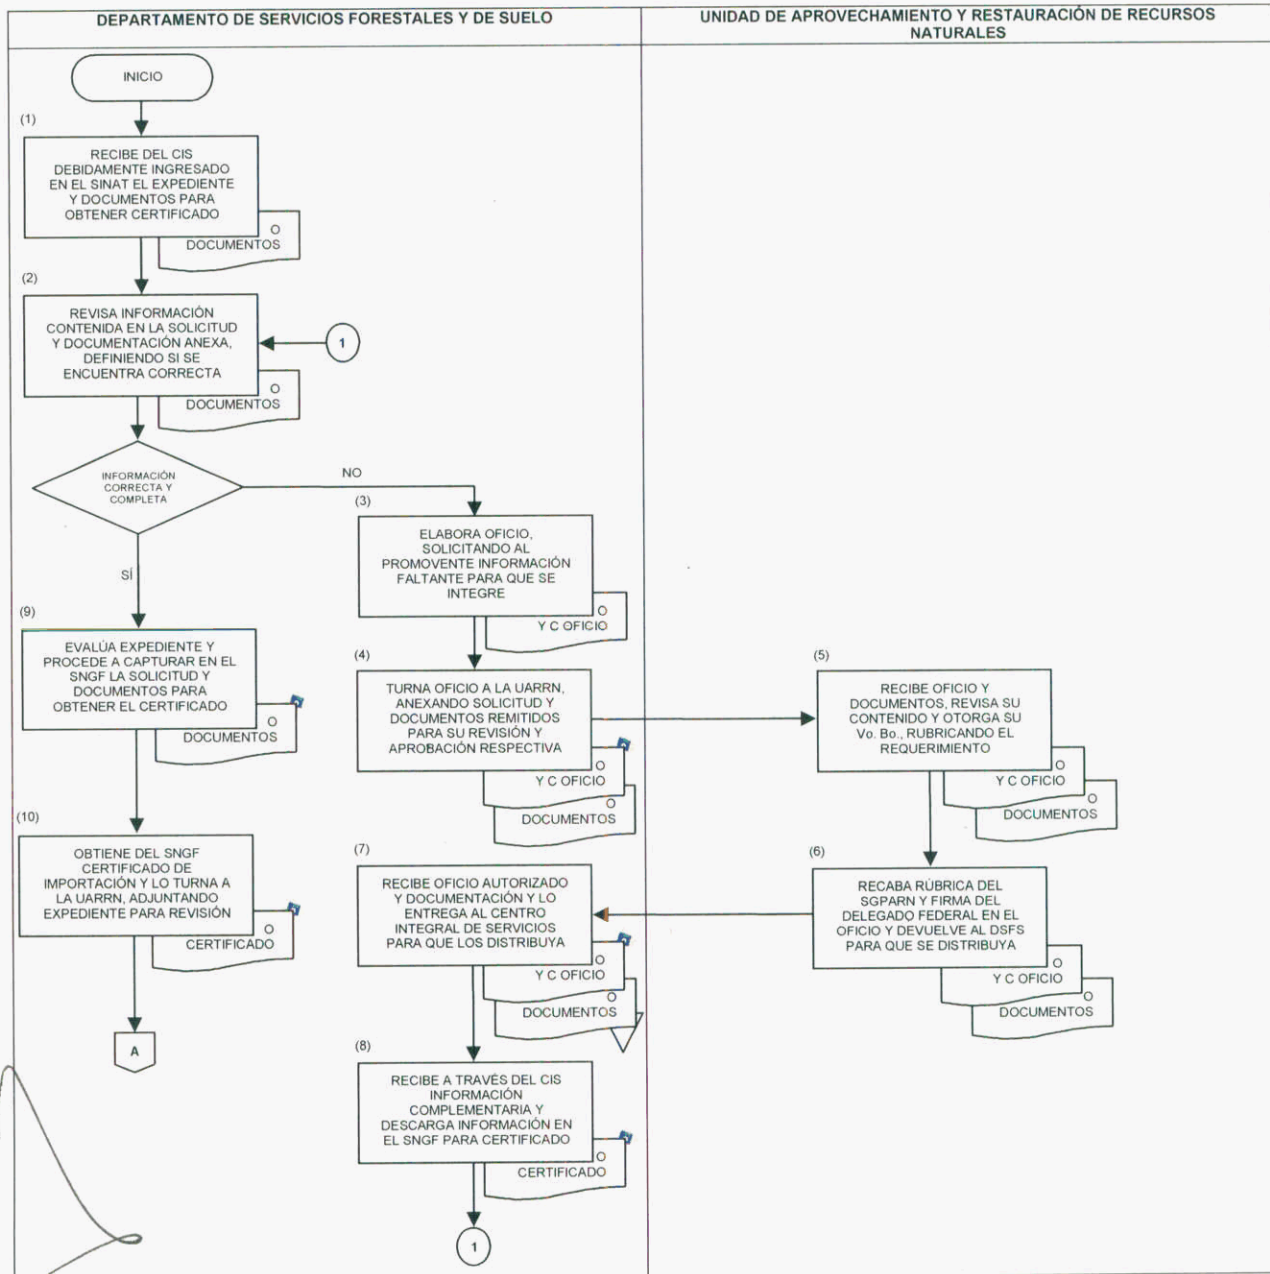 DEPARTAMENTO DE SERVICIOS FORESTALES Y DE SUELO
UNIDAD DE APROVECHAMIENTO Y RESTAURACIÓN DE RECURSOS
NATURALES
INICIO
(1)
RECIBE DEL CIS
DEBIDAMENTE INGRESADO
EN EL SINAT EL EXPEDIENTE
Y DOCUMENTOS PARA
OBTENER CERTIFICADO
O
DOCUMENTOS
(2)
REVISA INFORMACIÓN
CONTENIDA EN LA SOLICITUD
Y DOCUMENTACIÓN ANEXA,
DEFINIENDO SI SE
ENCUENTRA CORRECTA
1
O
DOCUMENTOS
INFORMACIÓN
CORRECTA Y
COMPLETA
NO
SÍ
(3)
ELABORA OFICIO,
SOLICITANDO AL
PROMOVENTE INFORMACIÓN
FALTANTE PARA QUE SE
INTEGRE
O
Y C OFICIO
(9)
EVALÚA EXPEDIENTE Y
PROCEDE A CAPTURAR EN EL
SNGF LA SOLICITUD Y
DOCUMENTOS PARA
OBTENER EL CERTIFICADO
O
DOCUMENTOS
(4)
TURNA OFICIO A LA UARRN,
ANEXANDO SOLICITUD Y
DOCUMENTOS REMITIDOS
PARA SU REVISIÓN Y
APROBACIÓN RESPECTIVA
O
Y C OFICIO
O
DOCUMENTOS
(5)
RECIBE OFICIO Y
DOCUMENTOS, REVISA SU
CONTENIDO Y OTORGA SU
Vo. Bo., RUBRICANDO EL
REQUERIMIENTO
O
Y C OFICIO
O
DOCUMENTOS
(10)
OBTIENE DEL SNGF
CERTIFICADO DE
IMPORTACIÓN Y LO TURNA A
LA UARRN, ADJUNTANDO
EXPEDIENTE PARA REVISIÓN
O
CERTIFICADO
A
(7)
RECIBE OFICIO AUTORIZADO
Y DOCUMENTACIÓN Y LO
ENTREGA AL CENTRO
INTEGRAL DE SERVICIOS
PARA QUE LOS DISTRIBUYA
O
Y C OFICIO
O
DOCUMENTOS
(6)
RECABA RÚBRICA DEL
SGPARN Y FIRMA DEL
DELEGADO FEDERAL EN EL
OFICIO Y DEVUELVE AL DSFS
PARA QUE SE DISTRIBUYA
O
Y C OFICIO
O
DOCUMENTOS
(8)
RECIBE A TRAVÉS DEL CIS
INFORMACIÓN
COMPLEMENTARIA Y
DESCARGA INFORMACIÓN EN
EL SNGF PARA CERTIFICADO
O
CERTIFICADO
1